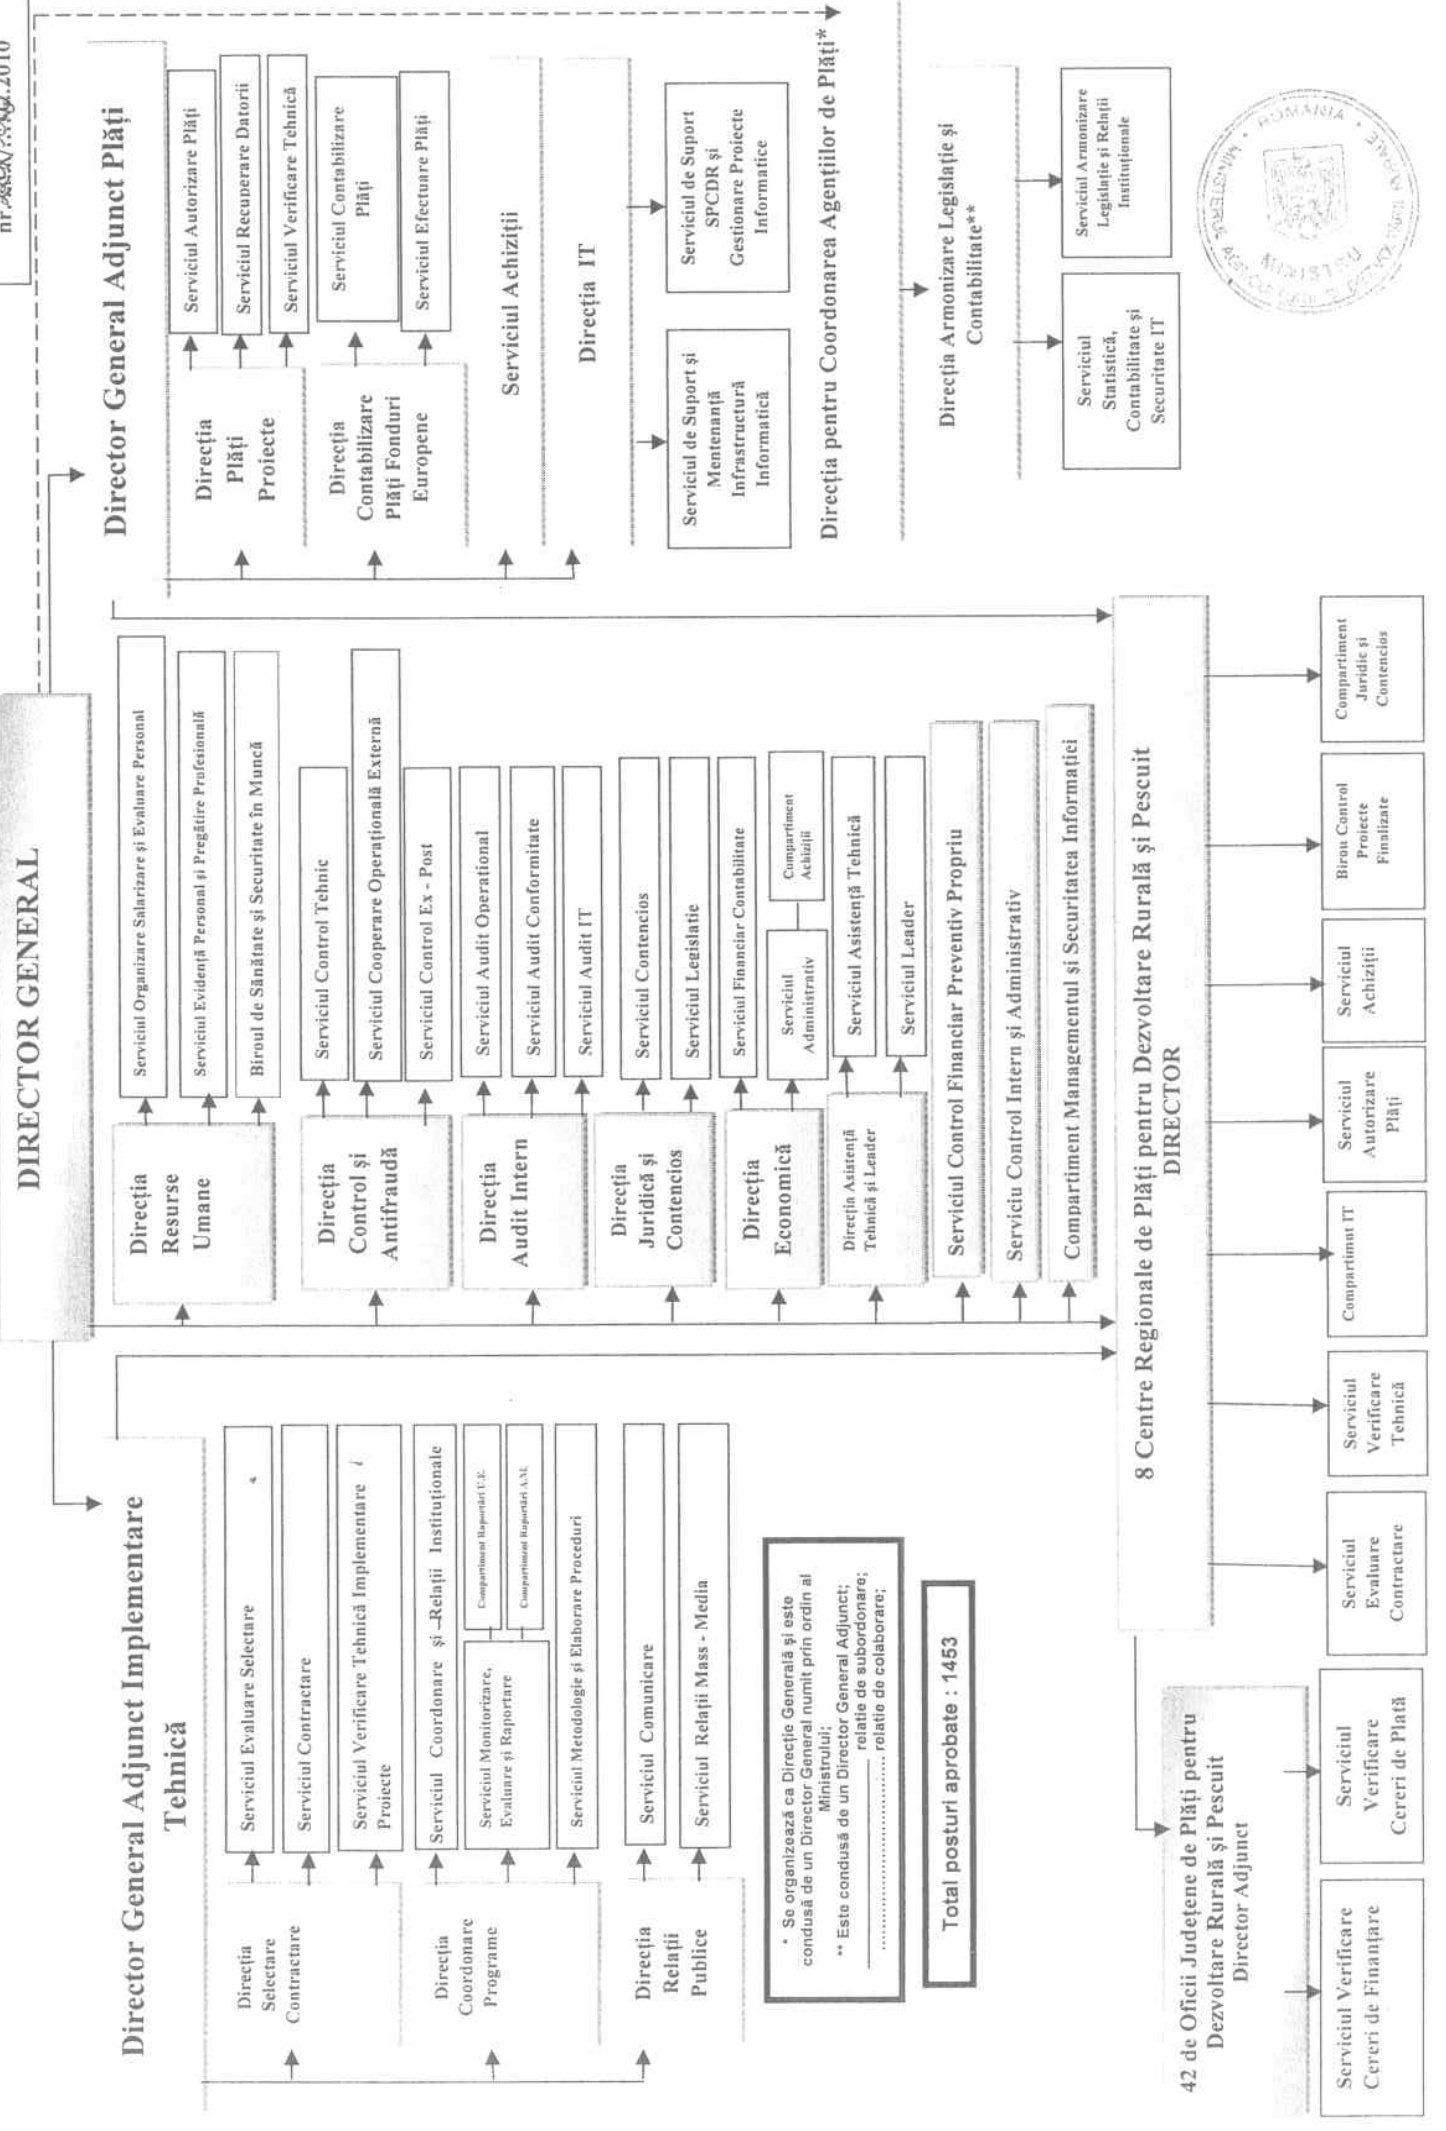 DIRECTOR GENERAL
Director General Adjunct Implementare
Tehnică
Direcția
Selectare
Contractare
Serviciul Evaluare Selectare
Serviciul Contractare
Serviciul Verificare Tehnică Implementare
Proiecte
Direcția
Coordonare
Programe
Serviciul Coordonare și Relații Instituționale
Serviciul Monitorizare,
Evaluare și Raportare
Compartiment Raportări U.E.
Compartiment Raportări A.M.
Serviciul Metodologie și Elaborare Proceduri
Direcția
Relații
Publice
Serviciul Comunicare
Serviciul Relații Mass - Media
* Se organizează ca Direcție Generală și este
condusă de un Director General numit prin ordin al
Ministrului;
** Este condusă de un Director General Adjunct;
relatie de subordonare;
relatie de colaborare;
Total posturi aprobate : 1453
Direcția
Resurse
Umane
Serviciul Organizare Salarizare și Evaluare Personal
Serviciul Evidență Personal și Pregătire Profesională
Biroul de Sănătate și Securitate în Muncă
Direcția
Control și
Antifraudă
Serviciul Control Tehnic
Serviciul Cooperare Operațională Externă
Serviciul Control Ex - Post
Direcția
Audit Intern
Serviciul Audit Operational
Serviciul Audit Conformitate
Serviciul Audit IT
Direcția
Juridică și
Contencios
Serviciul Contencios
Serviciul Legislatie
Direcția
Economică
Serviciul Financiar Contabilitate
Serviciul
Administrativ
Compartiment
Achiziții
Direcția Asistență
Tehnică și Leader
Serviciul Asistență Tehnică
Serviciul Leader
Serviciul Control Financiar Preventiv Propriu
Serviciu Control Intern și Administrativ
Compartiment Managementul și Securitatea Informației
Director General Adjunct Plăți
Direcția
Plăți
Proiecte
Serviciul Autorizare Plăți
Serviciul Recuperare Datorii
Serviciul Verificare Tehnică
Direcția
Contabilizare
Plăți Fonduri
Europene
Serviciul Contabilizare
Plăți
Serviciul Efectuare Plăți
Serviciul Achiziții
Direcția IT
Serviciul de Suport și
Mentenanță
Infrastructură
Informatică
Serviciul de Suport
SPCDR și
Gestionare Proiecte
Informatice
Direcția pentru Coordonarea Agențiilor de Plăți*
Direcția Armonizare Legislație și
Contabilitate**
Serviciul
Statistică,
Contabilitate și
Securitate IT
Serviciul Armonizare
Legislație și Relații
Instituționale
ROMANIA
MINISTERUL
MINISTRU
8 Centre Regionale de Plăți pentru Dezvoltare Rurală și Pescuit
DIRECTOR
42 de Oficii Județene de Plăți pentru
Dezvoltare Rurală și Pescuit
Director Adjunct
Serviciul Verificare
Cereri de Finanțare
Serviciul
Verificare
Cereri de Plată
Serviciul
Evaluare
Contractare
Serviciul
Verificare
Tehnică
Compartimnt IT
Serviciul
Autorizare
Plăți
Serviciul
Achiziții
Birou Control
Proiecte
Finalizate
Compartiment
Juridic și
Contencios